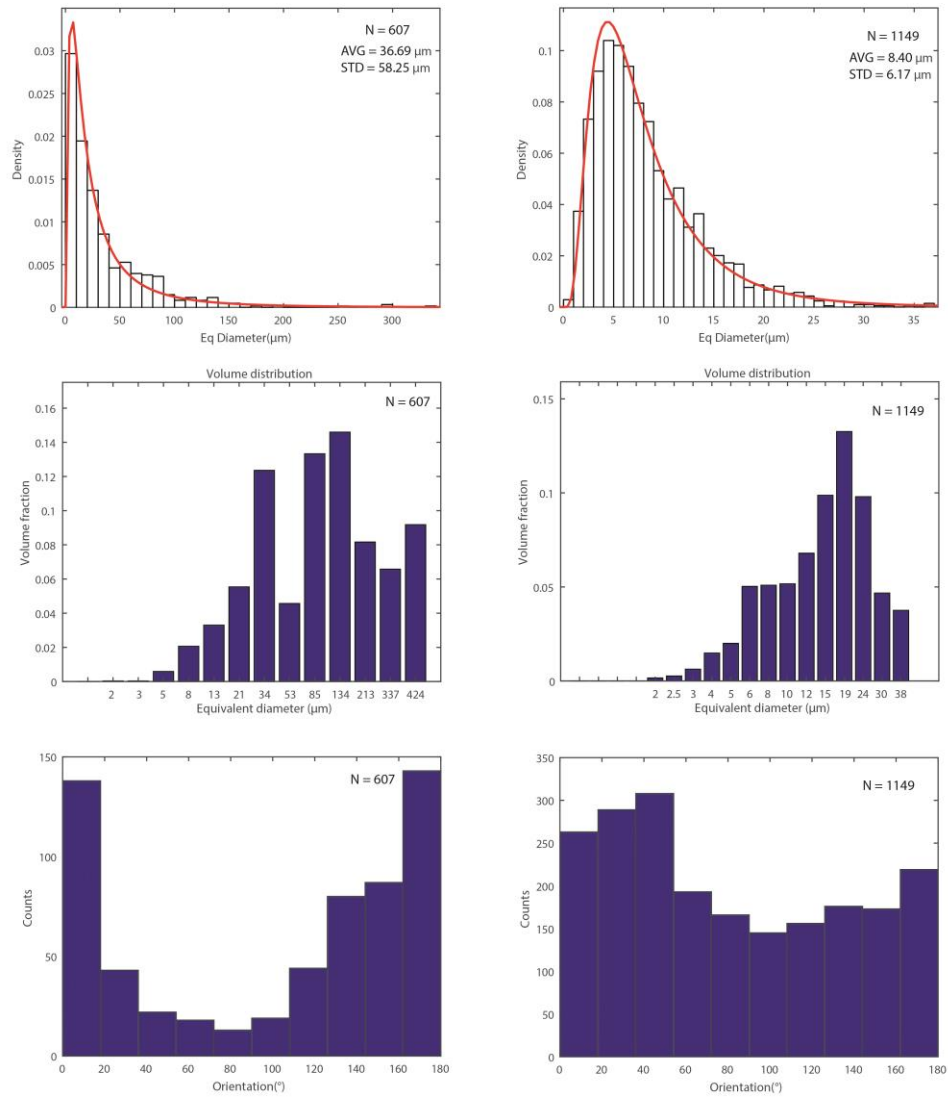 N = 607
AVG = 36.69 μm
STD = 58.25 μm
0.03
0.025
0.02
0.015
0.01
0.005
0
Density
0 50 100 150 200 250 300
Eq Diameter(μm)
N = 1149
AVG = 8.40 μm
STD = 6.17 μm
0.1
0.08
0.06
0.04
0.02
0
Density
0 5 10 15 20 25 30 35
Eq Diameter(μm)
Volume distribution
N = 607
0.16
0.14
0.12
0.1
0.08
0.06
0.04
0.02
0
Volume fraction
2 3 5 8 13 21 34 53 85 134 213 337 424
Equivalent diameter (μm)
Volume distribution
N = 1149
0.15
0.1
0.05
0
Volume fraction
2 2.5 3 4 5 6 8 10 12 15 19 24 30 38
Equivalent diameter (μm)
N = 607
150
100
50
0
Counts
0 20 40 60 80 100 120 140 160 180
Orientation(°)
N = 1149
350
300
250
200
150
100
50
0
Counts
0 20 40 60 80 100 120 140 160 180
Orientation(°)